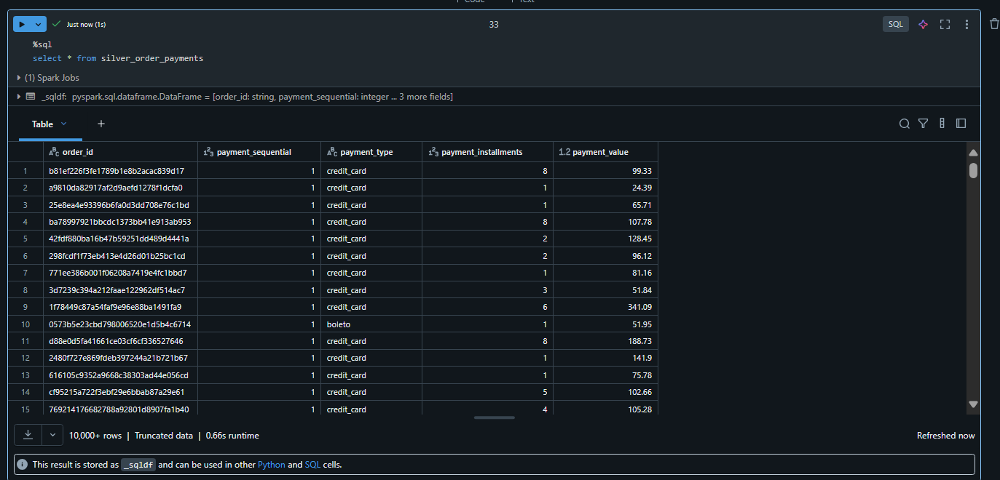 Code Text
Just now (1s)
33
SQL
%sql
select * from silver_order_payments
(1) Spark Jobs
_sqldf: pyspark.sql.dataframe.DataFrame = [order_id: string, payment_sequential: integer ... 3 more fields]
Table
order_id payment_sequential payment_type payment_installments 1.2 payment_value
1 b81ef226f3fe1789b1e8b2acac839d17 1 credit_card 8 99.33
2 a9810da82917af2d9aefd1278f1dcfa0 1 credit_card 1 24.39
3 25e8ea4e93396b6fa0d3dd708e76c1bd 1 credit_card 1 65.71
4 ba78997921bbcdc1373bb41e913ab953 1 credit_card 8 107.78
5 42fdf880ba16b47b59251dd489d4441a 1 credit_card 2 128.45
6 298fcdf1f73eb413e4d26d01b25bc1cd 1 credit_card 2 96.12
7 771ee386b001f06208a7419e4fc1bbd7 1 credit_card 1 81.16
8 3d7239c394a212faae122962df514ac7 1 credit_card 3 51.84
9 1f78449c87a54faf9e96e88ba1491fa9 1 credit_card 6 341.09
10 0573b5e23cbd798006520e1d5b4c6714 1 boleto 1 51.95
11 d88e0d5fa41661ce03cf6cf336527646 1 credit_card 8 188.73
12 2480f727e869fdeb397244a21b721b67 1 credit_card 1 141.9
13 616105c9352a9668c38303ad44e056cd 1 credit_card 1 75.78
14 cf95215a722f3ebf29e6bbab87a29e61 1 credit_card 5 102.66
15 769214176682788a92801d8907fa1b40 1 credit_card 4 105.28
10,000+ rows | Truncated data | 0.66s runtime
Refreshed now
This result is stored as _sqldf and can be used in other Python and SQL cells.